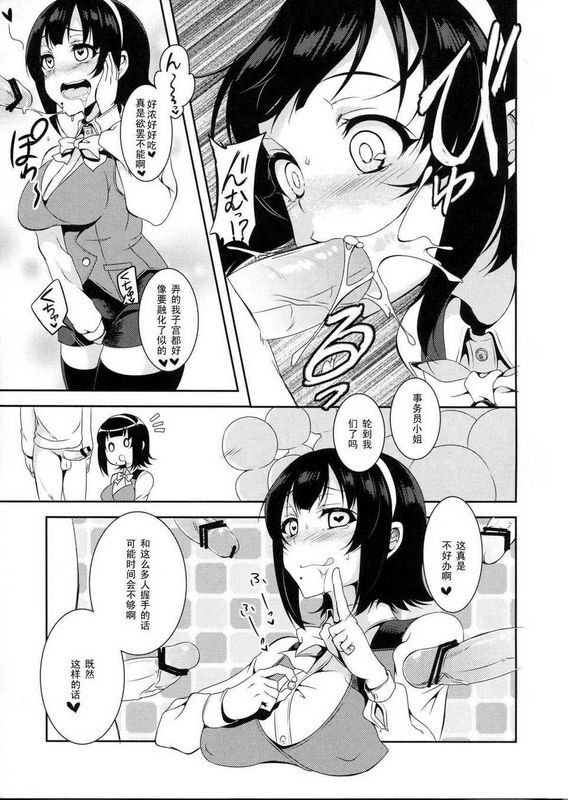 びゅ
ぢゅるる
ぶんむっ!?
ん〜っ
好浓好好吃
真是欲罢不能啊
♥
弄的我子宫都好
像要融化了似的
くちゅ
くちゅ
事务员小姐
轮到我
们了吗
这真是
不好办啊
♥
和这么多人握手的话
可能时间会不够啊
既然
这样的话
♥